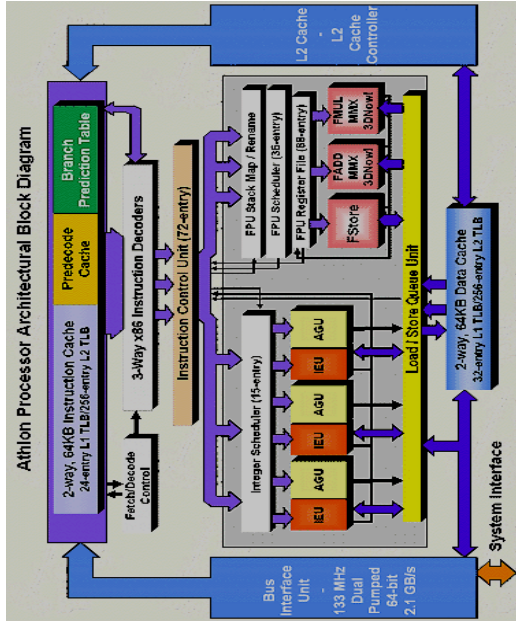 Athlon Processor Architectural Block Diagram
2-way, 64KB Instruction Cache
24-entry L1 TLB/256-entry L2 TLB
Predecode
Cache
Branch
Prediction Table
Fetch/Decode
Control
3-Way x86 Instruction Decoders
Instruction Control Unit (72-entry)
Integer Scheduler (15-entry)
FPU Stack Map / Rename
FPU Scheduler (36-entry)
FPU Register File (88-entry)
IEU
AGU
IEU
AGU
IEU
AGU
FStore
FADD
MMX
3DNow!
FMUL
MMX
3DNow!
Load / Store Queue Unit
2-way, 64KB Data Cache
32-entry L1 TLB/256-entry L2 TLB
Bus Interface
Unit
-
133 MHz
Dual
Pumped
64-bit
2.1 GB/s
L2 Cache
-
L2
Cache
Controller
System Interface